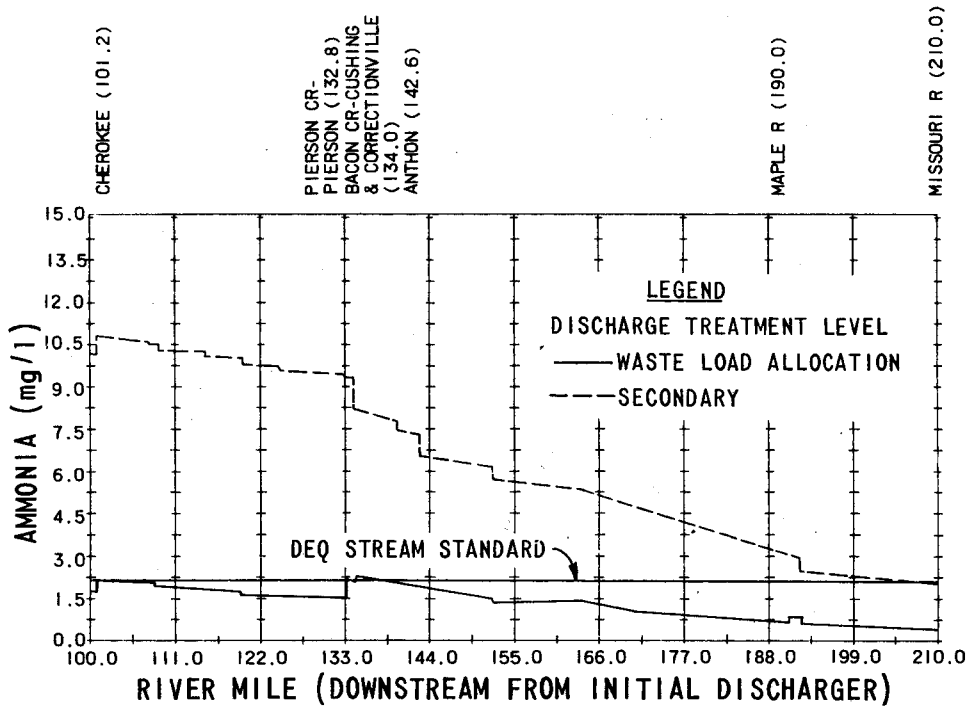 CHEROKEE (101.2)
PIERSON CR-
PIERSON (132.8)
BACON CR-CUSHING
& CORRECTIONVILLE
(134.0)
ANTHON (142.6)
MAPLE R (190.0)
MISSOURI R (210.0)
15.0
13.5
12.0
10.5
9.0
7.5
6.0
4.5
3.0
1.5
0.0
AMMONIA (mg/l)
LEGEND
DISCHARGE TREATMENT LEVEL
WASTE LOAD ALLOCATION
SECONDARY
DEQ STREAM STANDARD
100.0 111.0 122.0 133.0 144.0 155.0 166.0 177.0 188.0 199.0 210.0
RIVER MILE (DOWNSTREAM FROM INITIAL DISCHARGER)